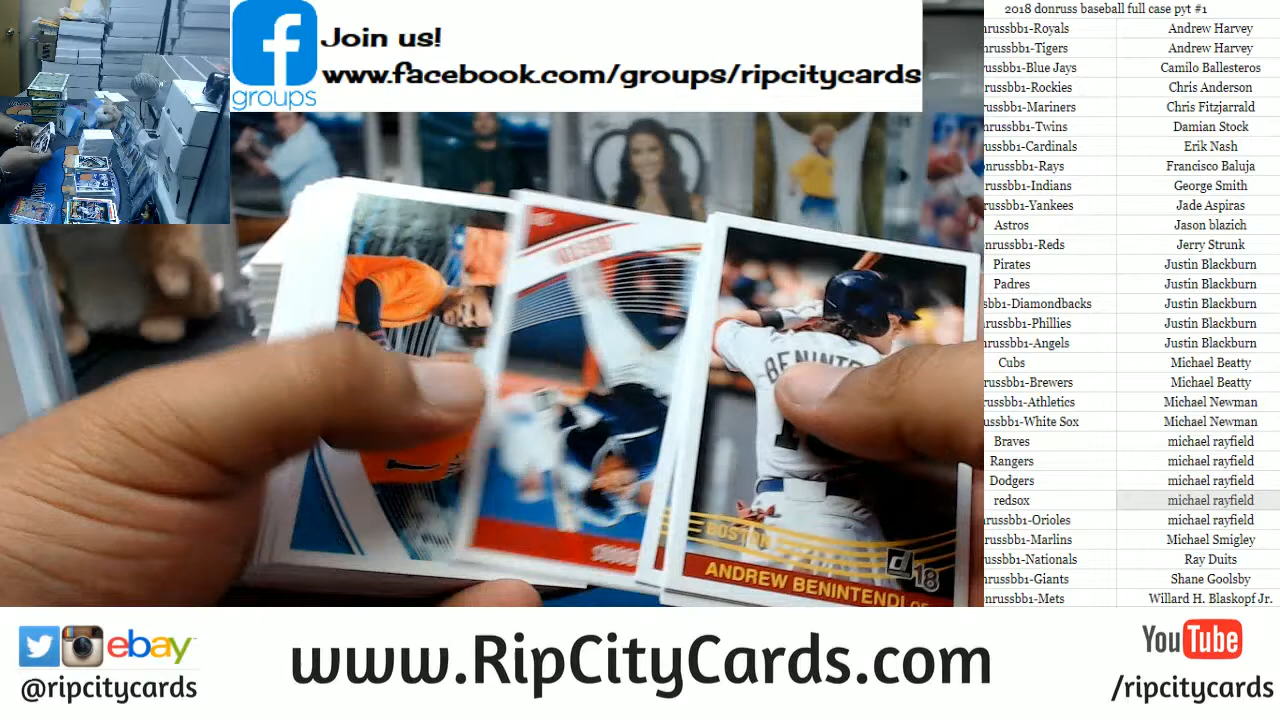 Join us!
www.facebook.com/groups/ripcitycards
f
groups
2018 donruss baseball full case pyt #1
nrussbb1-Royals Andrew Harvey
nrussbb1-Tigers Andrew Harvey
russbb1-Blue Jays Camilo Ballesteros
nrussbb1-Rockies Chris Anderson
russbb1-Mariners Chris Fitzjarrald
nrussbb1-Twins Damian Stock
ussbb1-Cardinals Erik Nash
onrussbb1-Rays Francisco Baluja
russbb1-Indians George Smith
russbb1-Yankees Jade Aspiras
Astros Jason blazich
onrussbb1-Reds Jerry Strunk
Pirates Justin Blackburn
Padres Justin Blackburn
sbb1-Diamondbacks Justin Blackburn
russbb1-Phillies Justin Blackburn
russbb1-Angels Justin Blackburn
Cubs Michael Beatty
russbb1-Brewers Michael Beatty
russbb1-Athletics Michael Newman
russbb1-White Sox Michael Newman
Braves michael rayfield
Rangers michael rayfield
Dodgers michael rayfield
redsox michael rayfield
russbb1-Orioles michael rayfield
russbb1-Marlins Michael Smigley
ussbb1-Nationals Ray Duits
nrussbb1-Giants Shane Goolsby
onrussbb1-Mets Willard H. Blaskopf Jr.
BENINT
BOSTON
d 18
ANDREW BENINTENDI OF
ebay
@ripcitycards
www.RipCityCards.com
YouTube
/ripcitycards